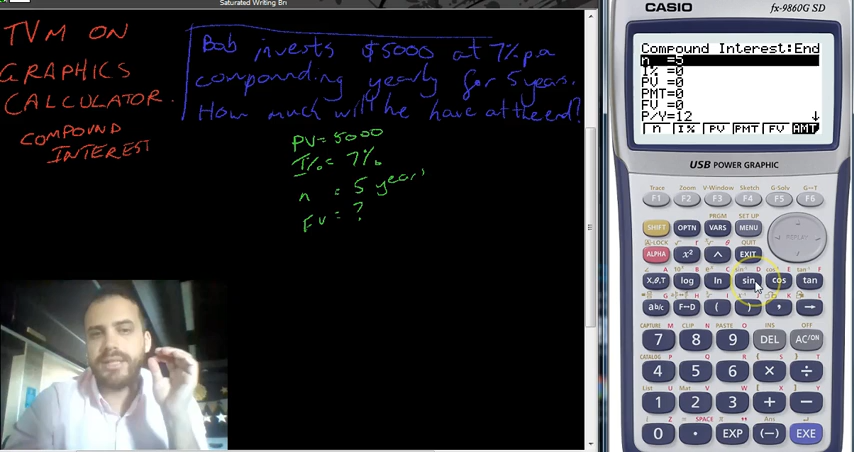 Saturated Writing Bri
TVM ON
GRAPHICS
CALCULATOR.
COMPOUND
INTEREST
Bob invests $5000 at 7% p.a
compounding yearly for 5 years.
How much will he have at the end?
PV = 5000
I% = 7%
n = 5 years
FV = ?
CASIO
fx-9860G SD
Compound Interest:End
n =5
I% =0
PV =0
PMT=0
FV =0
P/Y=12
n I% PV PMT FV AMT
USB POWER GRAPHIC
Trace Zoom V-Window Sketch G-Solv G↔T
F1 F2 F3 F4 F5 F6
PRGM SET UP
SHIFT OPTN VARS MENU
REPLAY
A-LOCK QUIT
ALPHA x² ^ EXIT
X,θ,T log ln sin cos tan
a b/c F↔D ( ) , →
CAPTURE CLIP PASTE INS OFF
7 8 9 DEL AC/ON
CATALOG
4 5 6 × ÷
List Mat
1 2 3 + −
SPACE Ans
0 . EXP (−) EXE